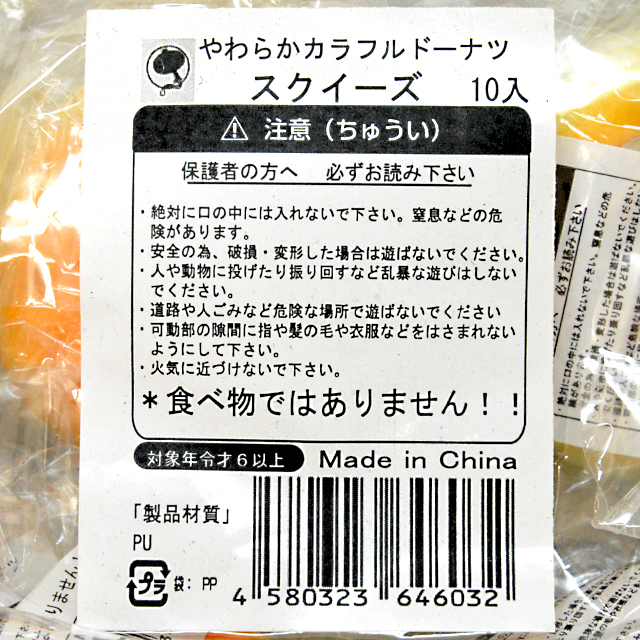 やわらかカラフルドーナツ
スクイーズ 10入
⚠ 注意（ちゅうい）
保護者の方へ 必ずお読み下さい
・絶対に口の中には入れないで下さい。窒息などの危
険があります。
・安全の為、破損・変形した場合は遊ばないでください。
・人や動物に投げたり振り回すなど乱暴な遊びはしない
でください。
・道路や人ごみなど危険な場所で遊ばないでください
・可動部の隙間に指や髪の毛や衣服などをはさまれない
ようにして下さい。
・火気に近づけないで下さい。
＊食べ物ではありません！！
対象年令才６以上 Made in China
「製品材質」
PU
プラ 袋: PP
4 580323 646032